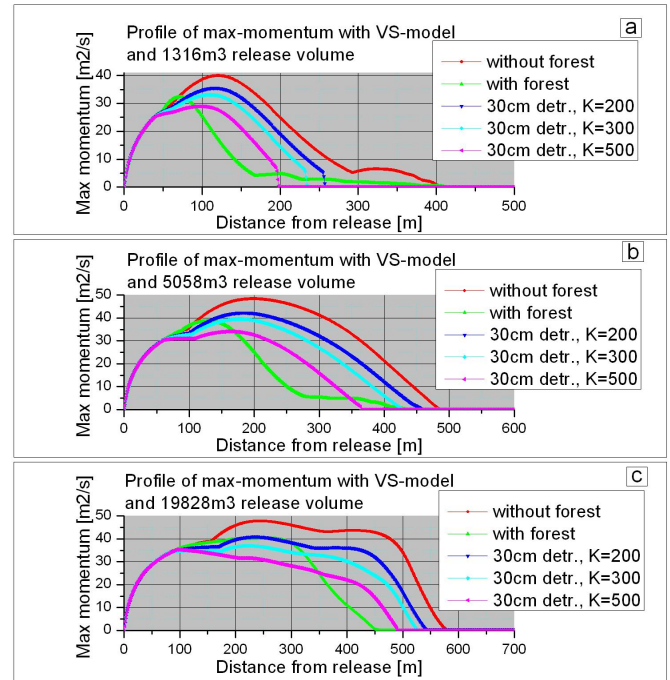 Profile of max-momentum with VS-model
and 1316m3 release volume
a
without forest
with forest
30cm detr., K=200
30cm detr., K=300
30cm detr., K=500
Max momentum [m2/s]
40
30
20
10
0
0 100 200 300 400 500
Distance from release [m]
Profile of max-momentum with VS-model
and 5058m3 release volume
b
without forest
with forest
30cm detr., K=200
30cm detr., K=300
30cm detr., K=500
Max momentum [m2/s]
50
40
30
20
10
0
0 100 200 300 400 500 600
Distance from release [m]
Profile of max-momentum with VS-model
and 19828m3 release volume
c
without forest
with forest
30cm detr., K=200
30cm detr., K=300
30cm detr., K=500
Max momentum [m2/s]
50
40
30
20
10
0
0 100 200 300 400 500 600 700
Distance from release [m]